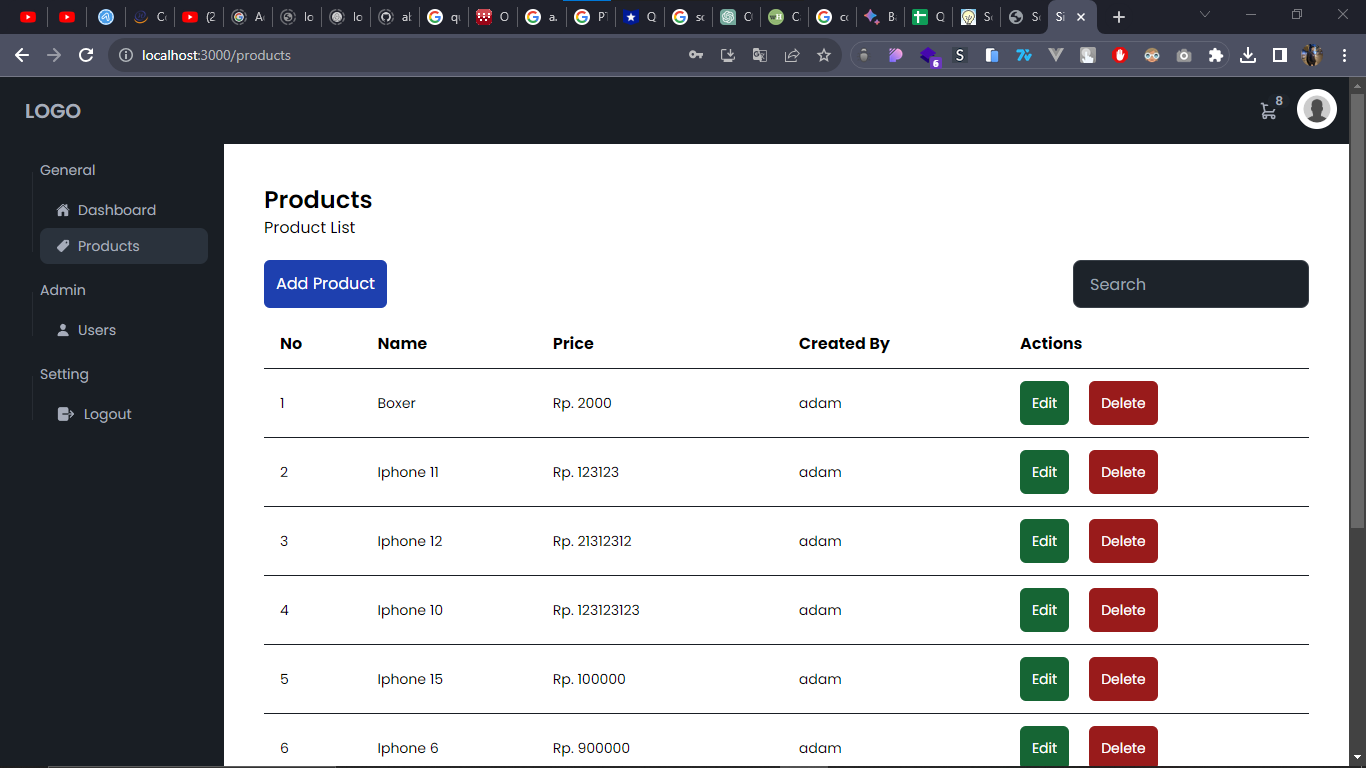 localhost:3000/products
6
LOGO
8
General
Dashboard
Products
Admin
Users
Setting
Logout
Products
Product List
Add Product
Search
No Name Price Created By Actions
1 Boxer Rp. 2000 adam Edit Delete
2 Iphone 11 Rp. 123123 adam Edit Delete
3 Iphone 12 Rp. 21312312 adam Edit Delete
4 Iphone 10 Rp. 123123123 adam Edit Delete
5 Iphone 15 Rp. 100000 adam Edit Delete
6 Iphone 6 Rp. 900000 adam Edit Delete